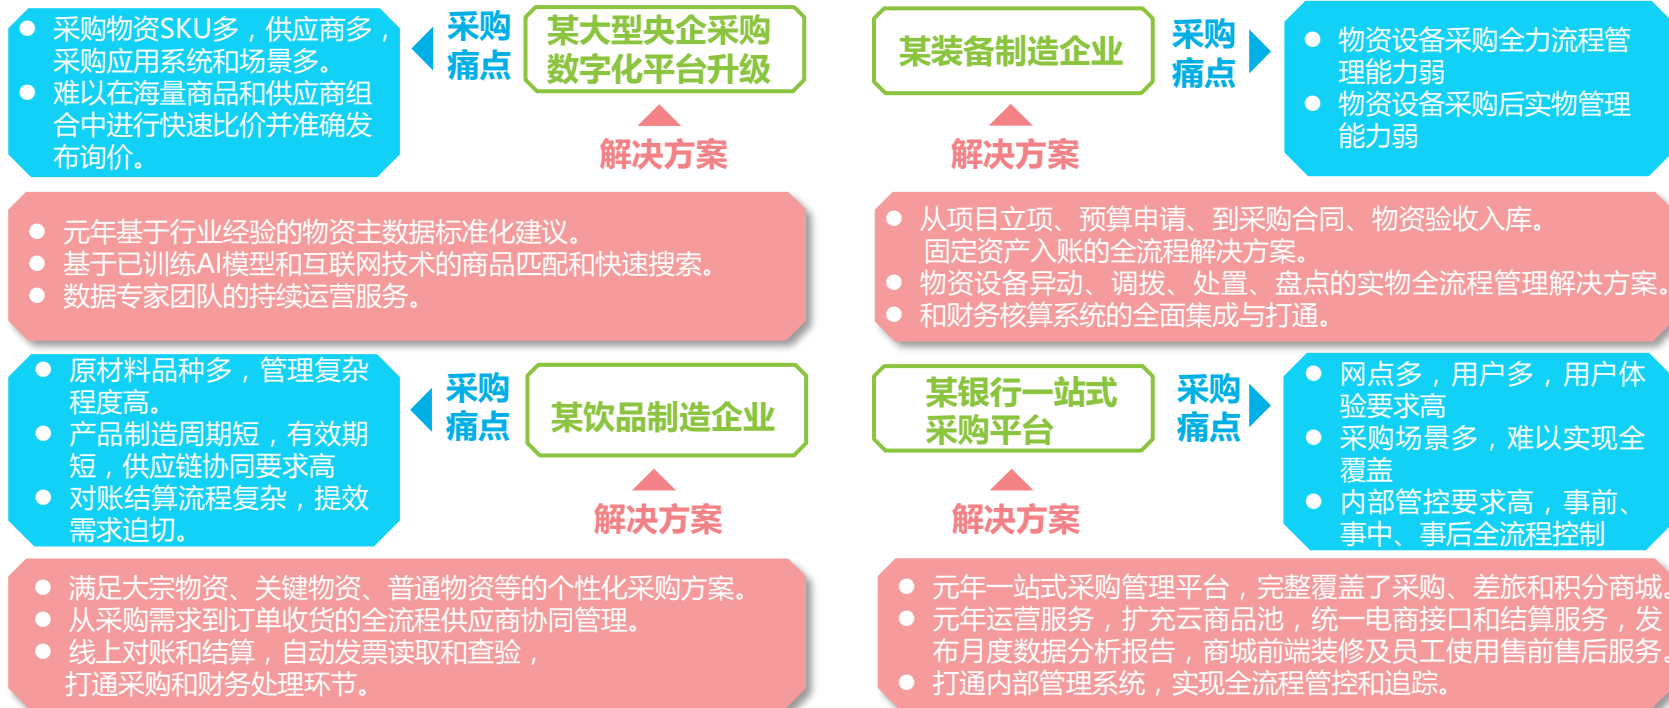 采购物资SKU多，供应商多，
采购应用系统和场景多。
难以在海量商品和供应商组
合中进行快速比价并准确发
布询价。
采购
痛点
某大型央企采购
数字化平台升级
解决方案
元年基于行业经验的物资主数据标准化建议。
基于已训练AI模型和互联网技术的商品匹配和快速搜索。
数据专家团队的持续运营服务。
某装备制造企业
采购
痛点
物资设备采购全力流程管
理能力弱
物资设备采购后实物管理
能力弱
解决方案
从项目立项、预算申请、到采购合同、物资验收入库。
固定资产入账的全流程解决方案。
物资设备异动、调拨、处置、盘点的实物全流程管理解决方案。
和财务核算系统的全面集成与打通。
原材料品种多，管理复杂
程度高。
产品制造周期短，有效期
短，供应链协同要求高
对账结算流程复杂，提效
需求迫切。
采购
痛点
某饮品制造企业
解决方案
满足大宗物资、关键物资、普通物资等的个性化采购方案。
从采购需求到订单收货的全流程供应商协同管理。
线上对账和结算，自动发票读取和查验，
打通采购和财务处理环节。
某银行一站式
采购平台
采购
痛点
网点多，用户多，用户体
验要求高
采购场景多，难以实现全
覆盖
内部管控要求高，事前、
事中、事后全流程控制
解决方案
元年一站式采购管理平台，完整覆盖了采购、差旅和积分商城。
元年运营服务，扩充云商品池，统一电商接口和结算服务，发
布月度数据分析报告，商城前端装修及员工使用售前售后服务。
打通内部管理系统，实现全流程管控和追踪。